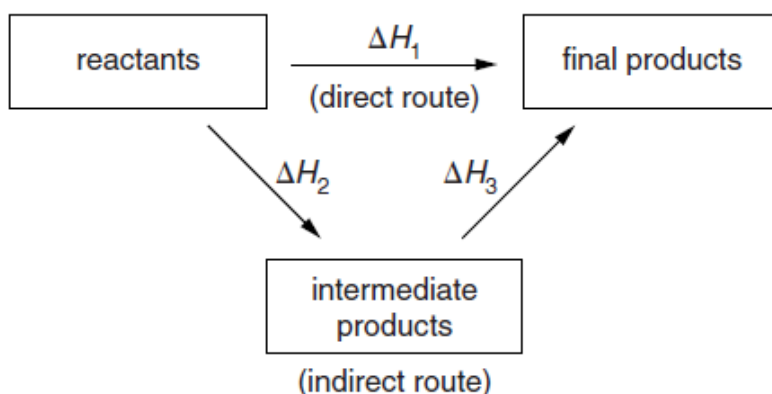 reactants
ΔH₁
(direct route)
final products
ΔH₂
ΔH₃
intermediate
products
(indirect route)